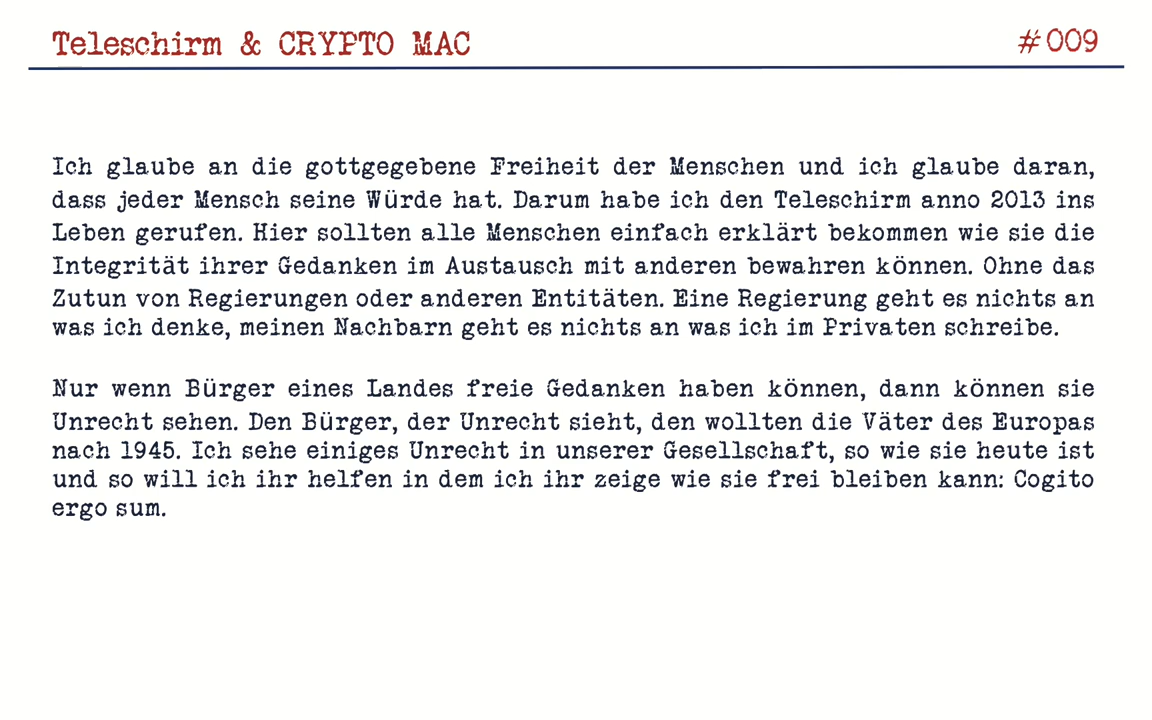 Teleschirm & CRYPTO MAC #009
Ich glaube an die gottgegebene Freiheit der Menschen und ich glaube daran,
dass jeder Mensch seine Würde hat. Darum habe ich den Teleschirm anno 2013 ins
Leben gerufen. Hier sollten alle Menschen einfach erklärt bekommen wie sie die
Integrität ihrer Gedanken im Austausch mit anderen bewahren können. Ohne das
Zutun von Regierungen oder anderen Entitäten. Eine Regierung geht es nichts an
was ich denke, meinen Nachbarn geht es nichts an was ich im Privaten schreibe.
Nur wenn Bürger eines Landes freie Gedanken haben können, dann können sie
Unrecht sehen. Den Bürger, der Unrecht sieht, den wollten die Väter des Europas
nach 1945. Ich sehe einiges Unrecht in unserer Gesellschaft, so wie sie heute ist
und so will ich ihr helfen in dem ich ihr zeige wie sie frei bleiben kann: Cogito
ergo sum.